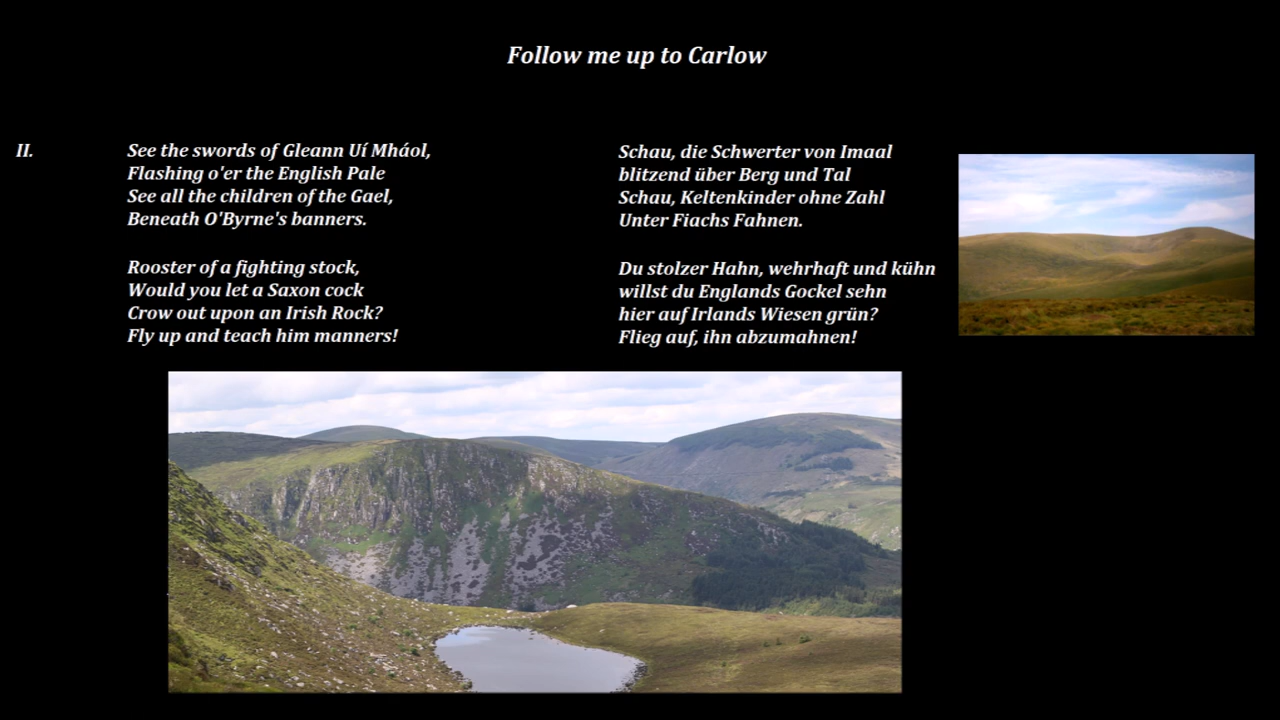 Follow me up to Carlow
II.
See the swords of Gleann Uí Mháol,
Flashing o'er the English Pale
See all the children of the Gael,
Beneath O'Byrne's banners.
Rooster of a fighting stock,
Would you let a Saxon cock
Crow out upon an Irish Rock?
Fly up and teach him manners!
Schau, die Schwerter von Imaal
blitzend über Berg und Tal
Schau, Keltenkinder ohne Zahl
Unter Fiachs Fahnen.
Du stolzer Hahn, wehrhaft und kühn
willst du Englands Gockel sehn
hier auf Irlands Wiesen grün?
Flieg auf, ihn abzumahnen!